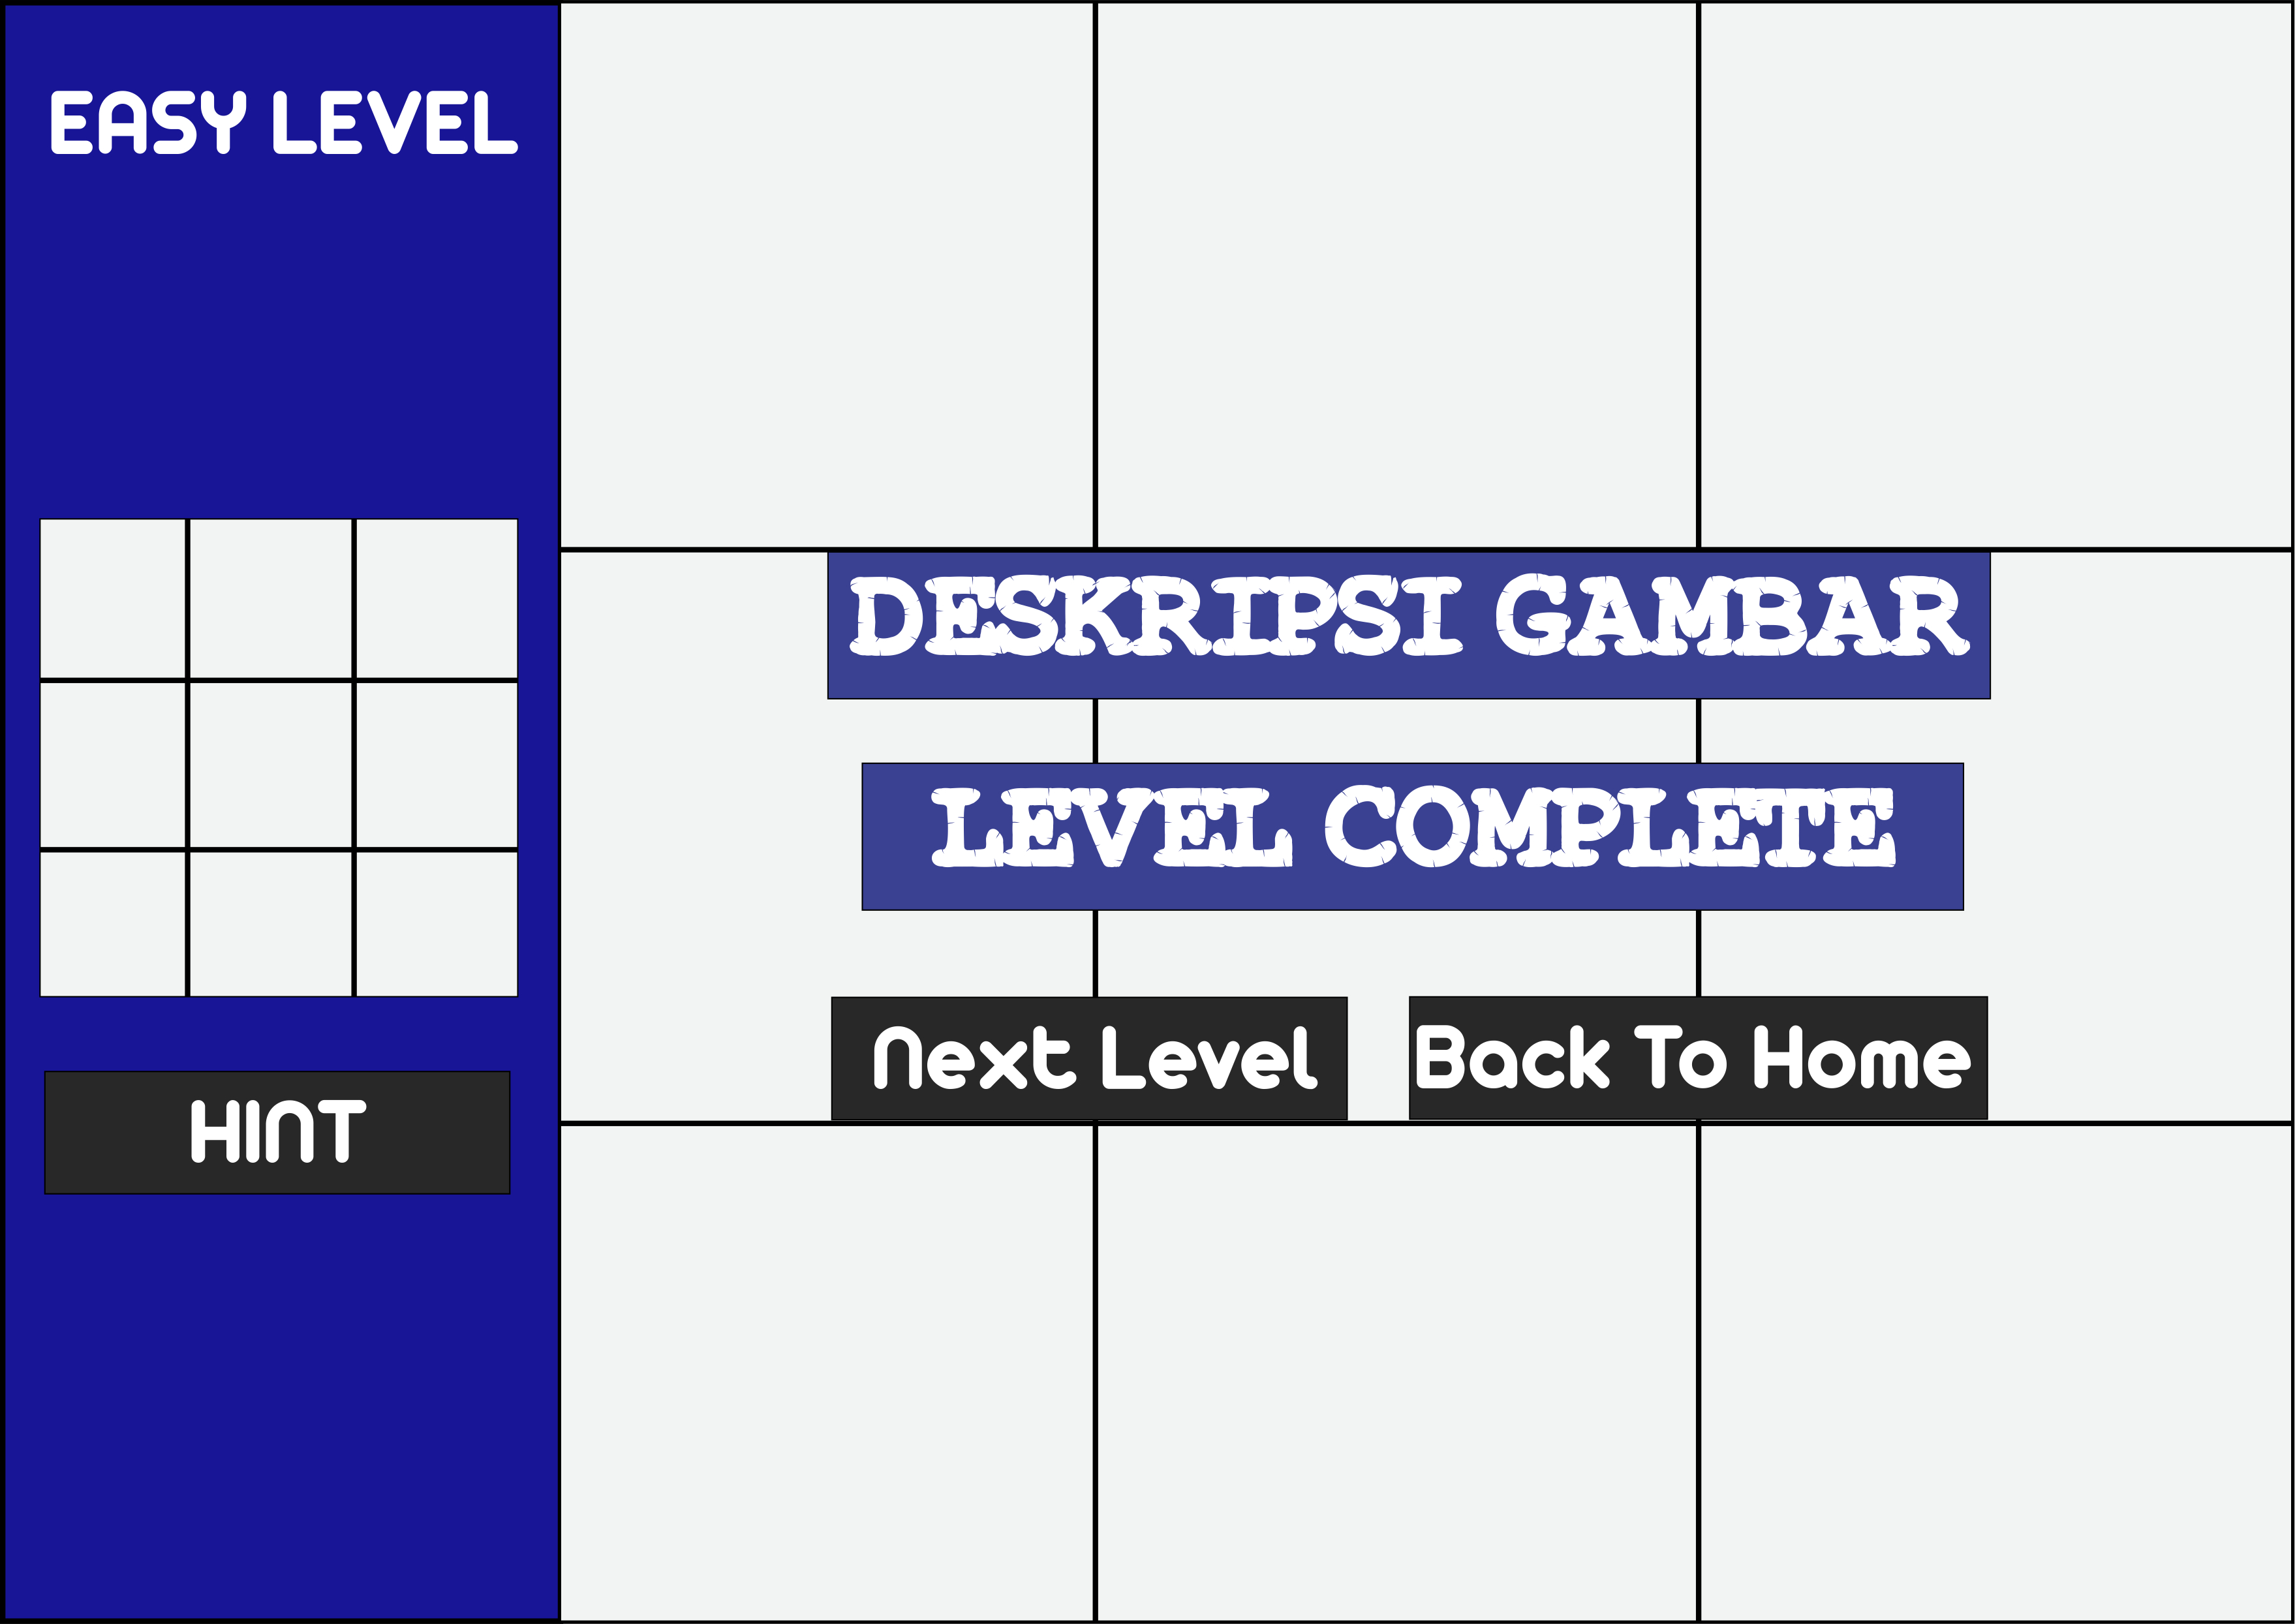 EASY LEVEL
HINT
DESKRIPSI GAMBAR
LEVEL COMPLETE
Next Level
Back To Home